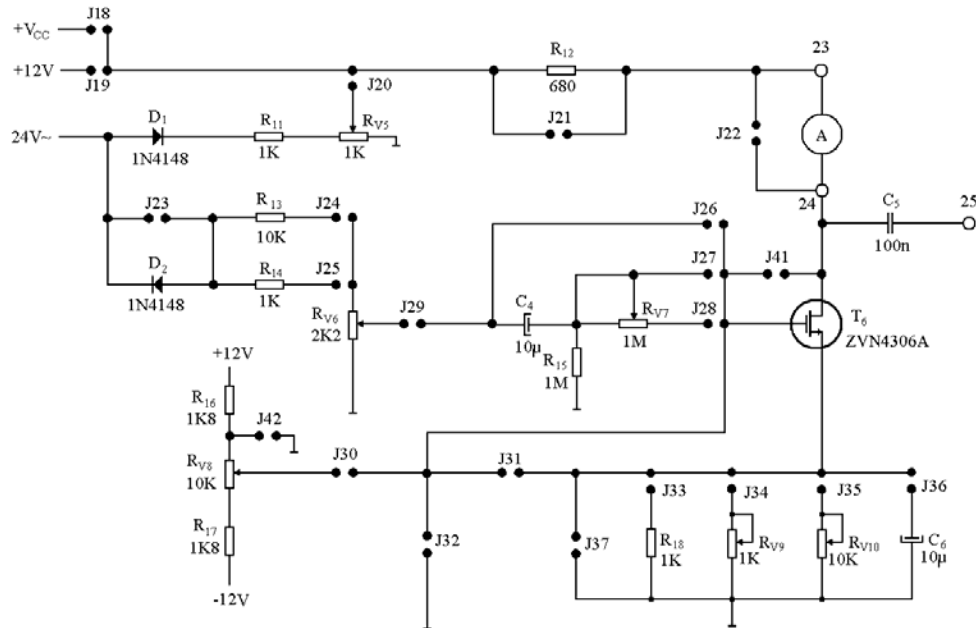 J18
+VCC
+12V
J19
J20
R12
680
J21
23
A
J22
24
24V~
D1
1N4148
R11
1K
RV5
1K
C5
100n
25
J23
D2
1N4148
R13
10K
J24
R14
1K
J25
RV6
2K2
J29
C4
10µ
R15
1M
J26
J27
J41
RV7
1M
J28
T6
ZVN4306A
+12V
R16
1K8
J42
RV8
10K
R17
1K8
-12V
J30
J31
J32
J37
J33
R18
1K
J34
RV9
1K
J35
RV10
10K
J36
C6
10µ